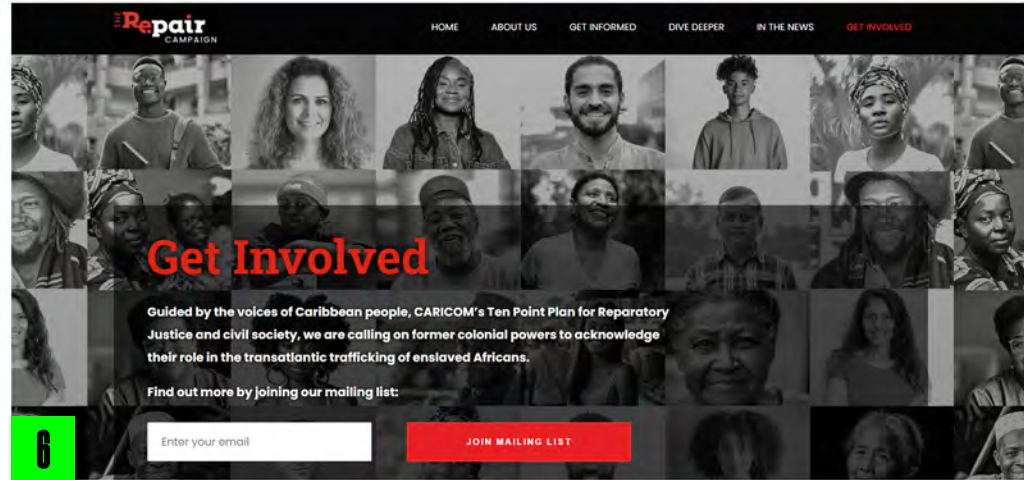 THE Repair
CAMPAIGN
HOME ABOUT US GET INFORMED DIVE DEEPER IN THE NEWS GET INVOLVED
Get Involved
Guided by the voices of Caribbean people, CARICOM's Ten Point Plan for Reparatory
Justice and civil society, we are calling on former colonial powers to acknowledge
their role in the transatlantic trafficking of enslaved Africans.
Find out more by joining our mailing list:
Enter your email JOIN MAILING LIST
6